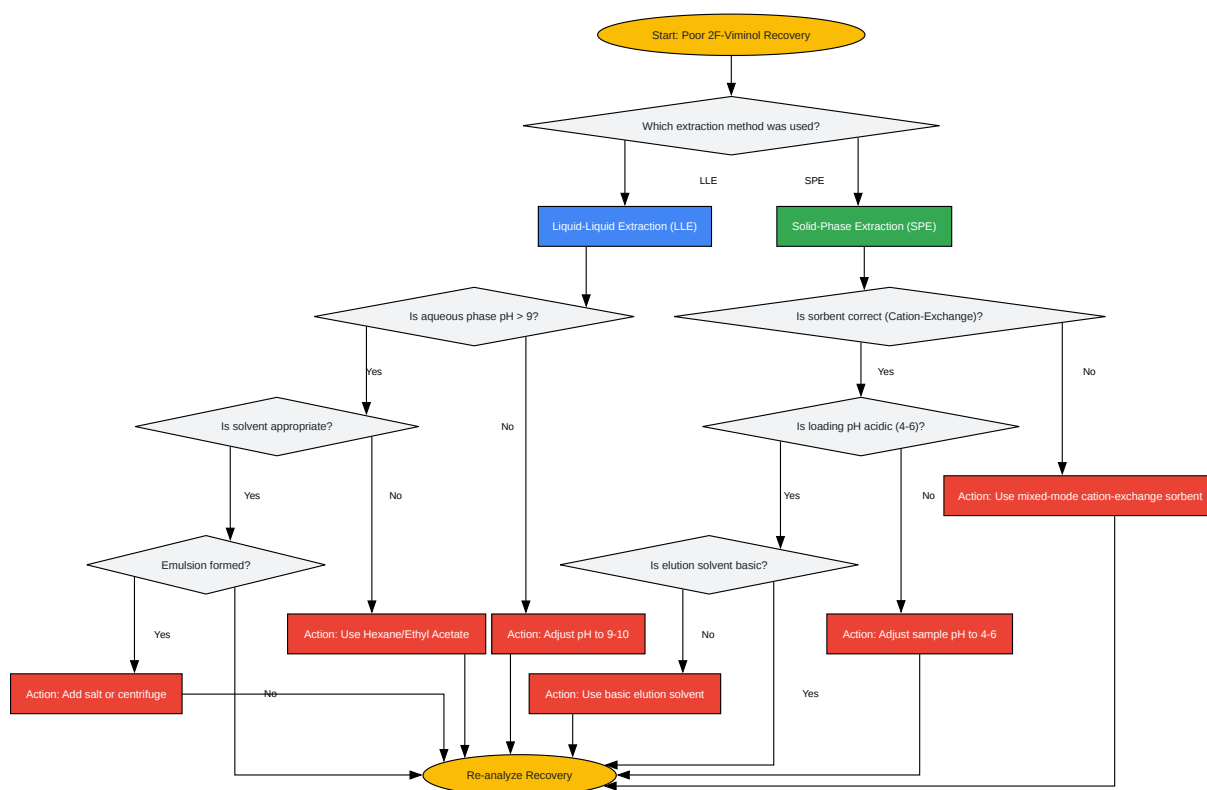 Start: Poor 2F-Viminol Recovery
Which extraction method was used?
LLE
SPE
Liquid-Liquid Extraction (LLE)
Solid-Phase Extraction (SPE)
Is aqueous phase pH > 9?
Is sorbent correct (Cation-Exchange)?
Yes
Yes
No
Is solvent appropriate?
No
Is loading pH acidic (4-6)?
Yes
No
Yes
No
Action: Use mixed-mode cation-exchange sorbent
Emulsion formed?
Is elution solvent basic?
Yes
Action: Use Hexane/Ethyl Acetate
Action: Adjust pH to 9-10
No
Action: Adjust sample pH to 4-6
Action: Add salt or centrifuge
No
Action: Use basic elution solvent
Yes
Re-analyze Recovery